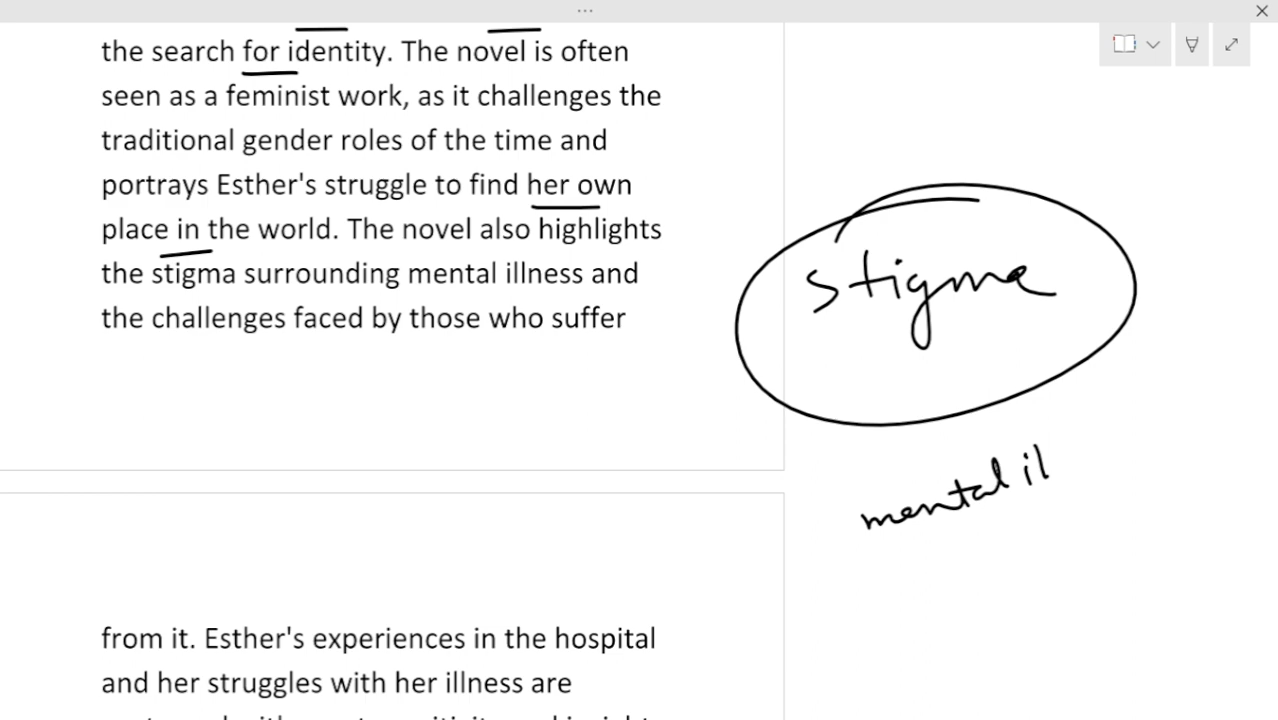 the search for identity. The novel is often
seen as a feminist work, as it challenges the
traditional gender roles of the time and
portrays Esther's struggle to find her own
place in the world. The novel also highlights
the stigma surrounding mental illness and
the challenges faced by those who suffer
stigma
mental il
from it. Esther's experiences in the hospital
and her struggles with her illness are